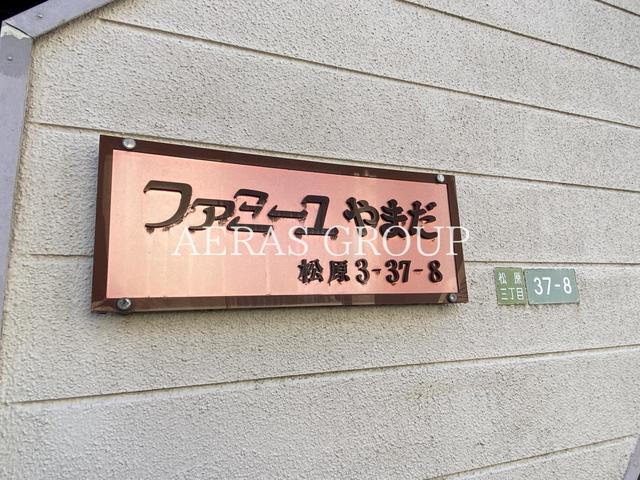 ファミーユ やまだ
松原3-37-8
AERAS GROUP
松原
三丁目
37-8